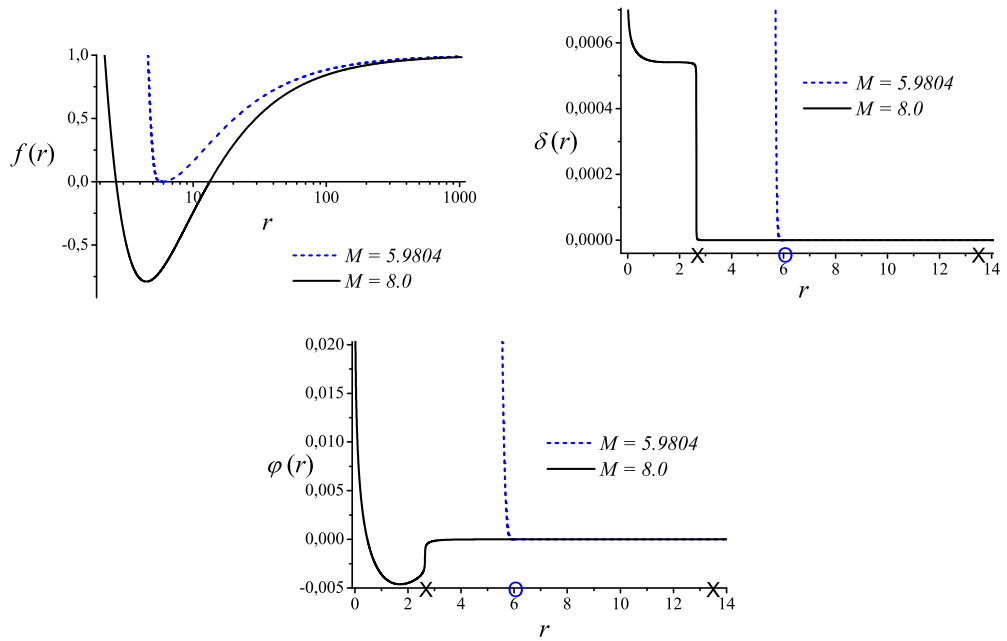 1,0
0,5
f(r)
0,0
-0,5
10
100
1000
r
M = 5.9804
M = 8.0
0,0006
0,0004
δ(r)
0,0002
0,0000
M = 5.9804
M = 8.0
0
2
X
4
6
O
8
10
12
X
14
r
0,020
0,015
0,010
φ(r)
0,005
0,000
-0,005
M = 5.9804
M = 8.0
0
2
X
4
6
O
8
10
12
X
14
r